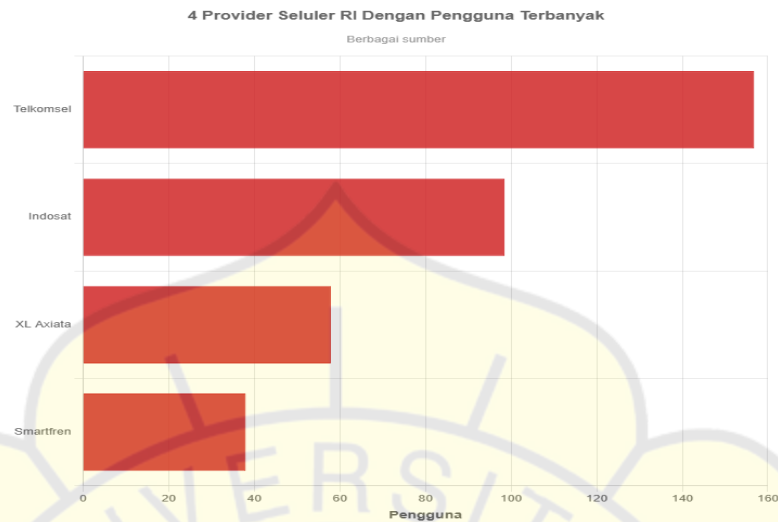 4 Provider Seluler RI Dengan Pengguna Terbanyak
Berbagai sumber
Telkomsel
Indosat
XL Axiata
Smartfren
0 20 40 60 80 100 120 140 160
Pengguna